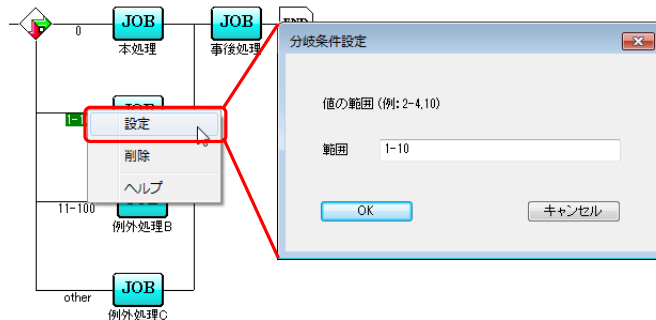 0
JOB
本処理
JOB
事後処理
分岐条件設定
値の範囲 (例: 2-4,10)
範囲
1-10
OK
キャンセル
設定
削除
ヘルプ
11-100
例外処理B
other
JOB
例外処理C